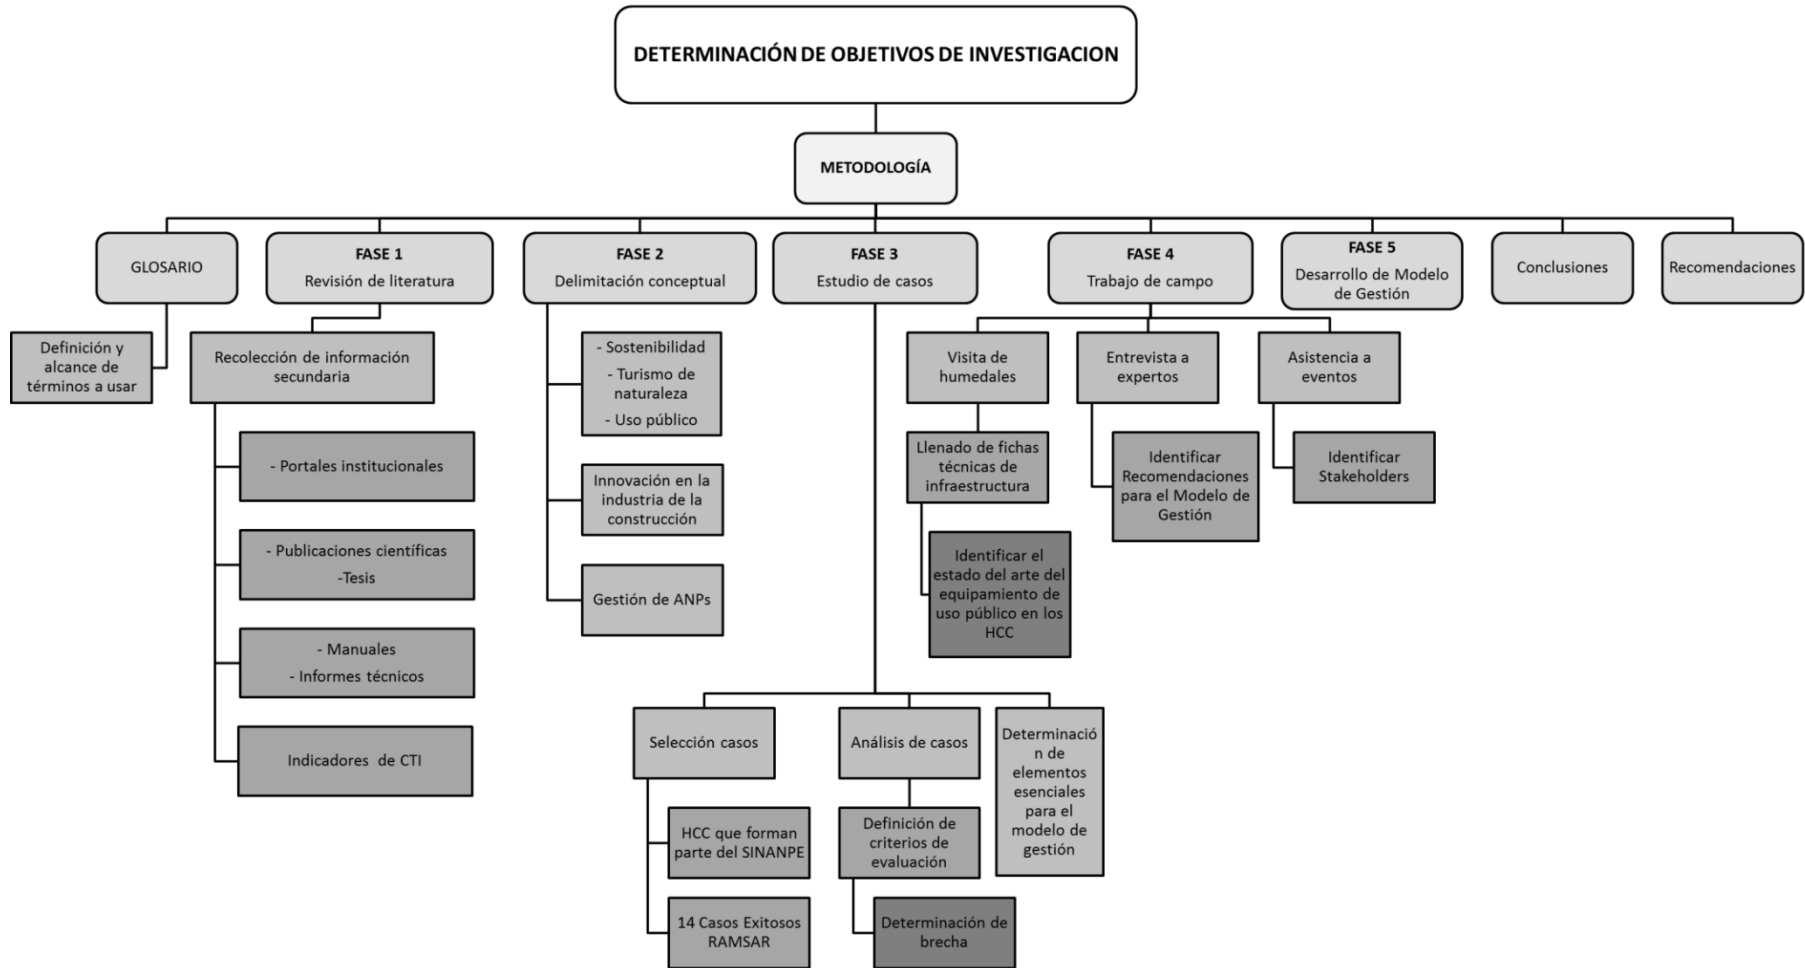 DETERMINACIÓN DE OBJETIVOS DE INVESTIGACION
METODOLOGÍA
GLOSARIO
Definición y
alcance de
términos a usar
FASE 1
Revisión de literatura
Recolección de información
secundaria
- Portales institucionales
- Publicaciones científicas
-Tesis
- Manuales
- Informes técnicos
Indicadores de CTI
FASE 2
Delimitación conceptual
- Sostenibilidad
- Turismo de
naturaleza
- Uso público
Innovación en la
industria de la
construcción
Gestión de ANPs
FASE 3
Estudio de casos
Selección casos
HCC que forman
parte del SINANPE
14 Casos Exitosos
RAMSAR
Análisis de casos
Definición de
criterios de
evaluación
Determinación de
brecha
Determinació
n de
elementos
esenciales
para el
modelo de
gestión
FASE 4
Trabajo de campo
Visita de
humedales
Llenado de fichas
técnicas de
infraestructura
Identificar el
estado del arte del
equipamiento de
uso público en los
HCC
Entrevista a
expertos
Identificar
Recomendaciones
para el Modelo de
Gestión
Asistencia a
eventos
Identificar
Stakeholders
FASE 5
Desarrollo de Modelo
de Gestión
Conclusiones
Recomendaciones